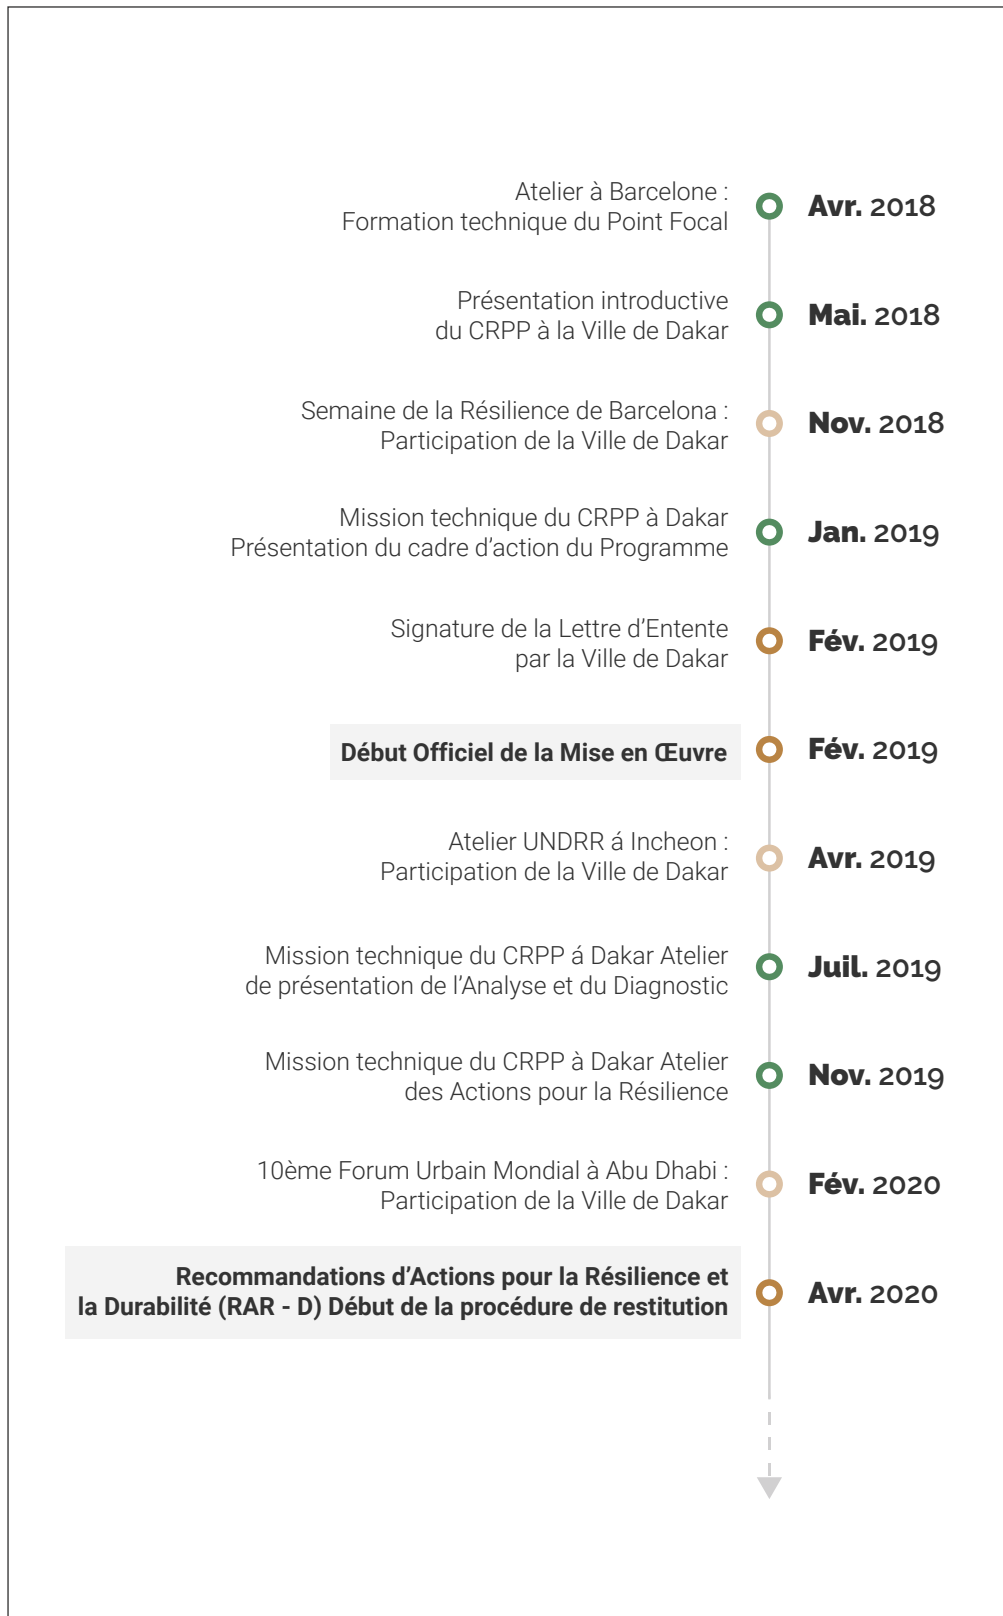 Atelier à Barcelone :
Formation technique du Point Focal
Avr. 2018
Présentation introductive
du CRPP à la Ville de Dakar
Mai. 2018
Semaine de la Résilience de Barcelona :
Participation de la Ville de Dakar
Nov. 2018
Mission technique du CRPP à Dakar
Présentation du cadre d’action du Programme
Jan. 2019
Signature de la Lettre d’Entente
par la Ville de Dakar
Fév. 2019
Début Officiel de la Mise en Œuvre
Fév. 2019
Atelier UNDRR á Incheon :
Participation de la Ville de Dakar
Avr. 2019
Mission technique du CRPP á Dakar Atelier
de présentation de l’Analyse et du Diagnostic
Juil. 2019
Mission technique du CRPP à Dakar Atelier
des Actions pour la Résilience
Nov. 2019
10ème Forum Urbain Mondial à Abu Dhabi :
Participation de la Ville de Dakar
Fév. 2020
Recommandations d’Actions pour la Résilience et
la Durabilité (RAR - D) Début de la procédure de restitution
Avr. 2020